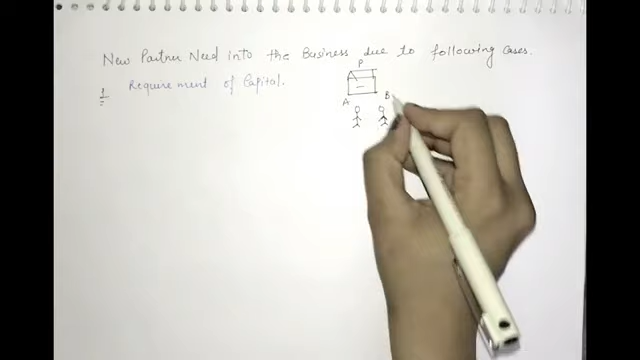 New Partner Need into the Business due to following Cases.
1 Requirement of Capital.
P
A B